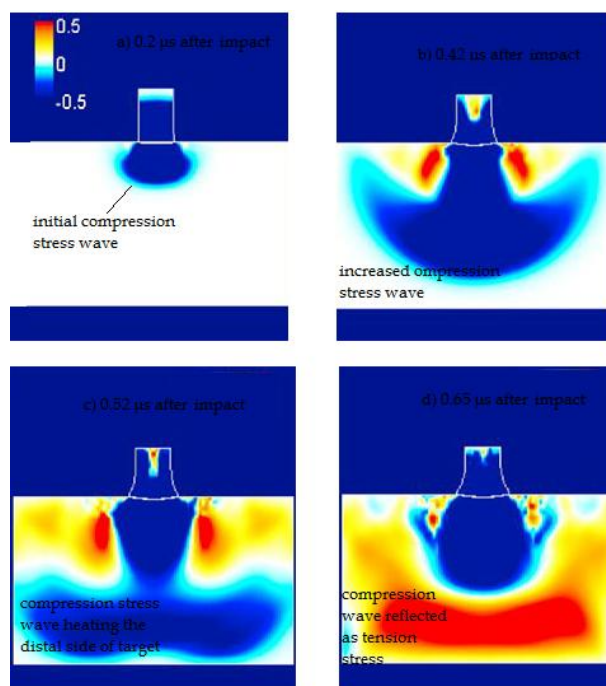 0.5
0
-0.5
a) 0.2 µs after impact
initial compression
stress wave
b) 0.42 µs after impact
increased ompression
stress wave
c) 0.52 µs after impact
compression stress
wave heating the
distal side of target
d) 0.65 µs after impact
compression
wave reflected
as tension
stress